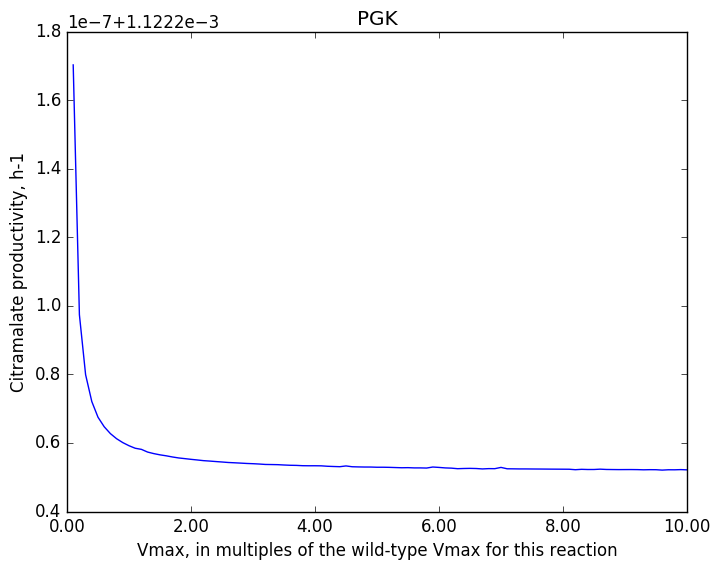 PGK
1e−7+1.1222e−3
1.8
1.6
1.4
1.2
1.0
0.8
0.6
0.4
Citramalate productivity, h-1
0.00 2.00 4.00 6.00 8.00 10.00
Vmax, in multiples of the wild-type Vmax for this reaction